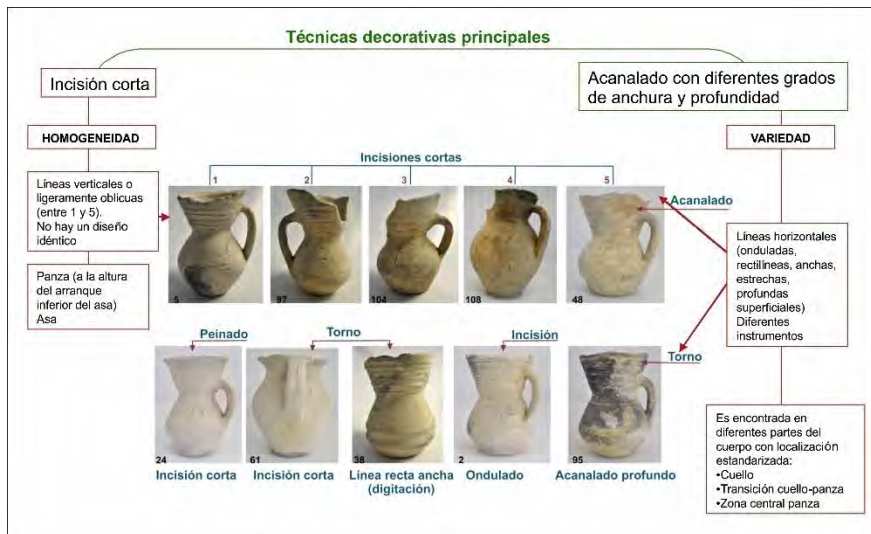 Técnicas decorativas principales
Incisión corta
Acanalado con diferentes grados
de anchura y profundidad
HOMOGENEIDAD
VARIEDAD
Incisiones cortas
1
2
3
4
5
Líneas verticales o
ligeramente oblicuas
(entre 1 y 5).
No hay un diseño
idéntico
Panza (a la altura
del arranque
inferior del asa)
Asa
Acanalado
5
97
104
108
48
Líneas horizontales
(onduladas,
rectilíneas, anchas,
estrechas,
profundas
superficiales)
Diferentes
instrumentos
Peinado
Torno
Incisión
Torno
24
61
38
2
95
Incisión corta
Incisión corta
Línea recta ancha
(digitación)
Ondulado
Acanalado profundo
Es encontrada en
diferentes partes del
cuerpo con localización
estandarizada:
•Cuello
•Transición cuello-panza
•Zona central panza